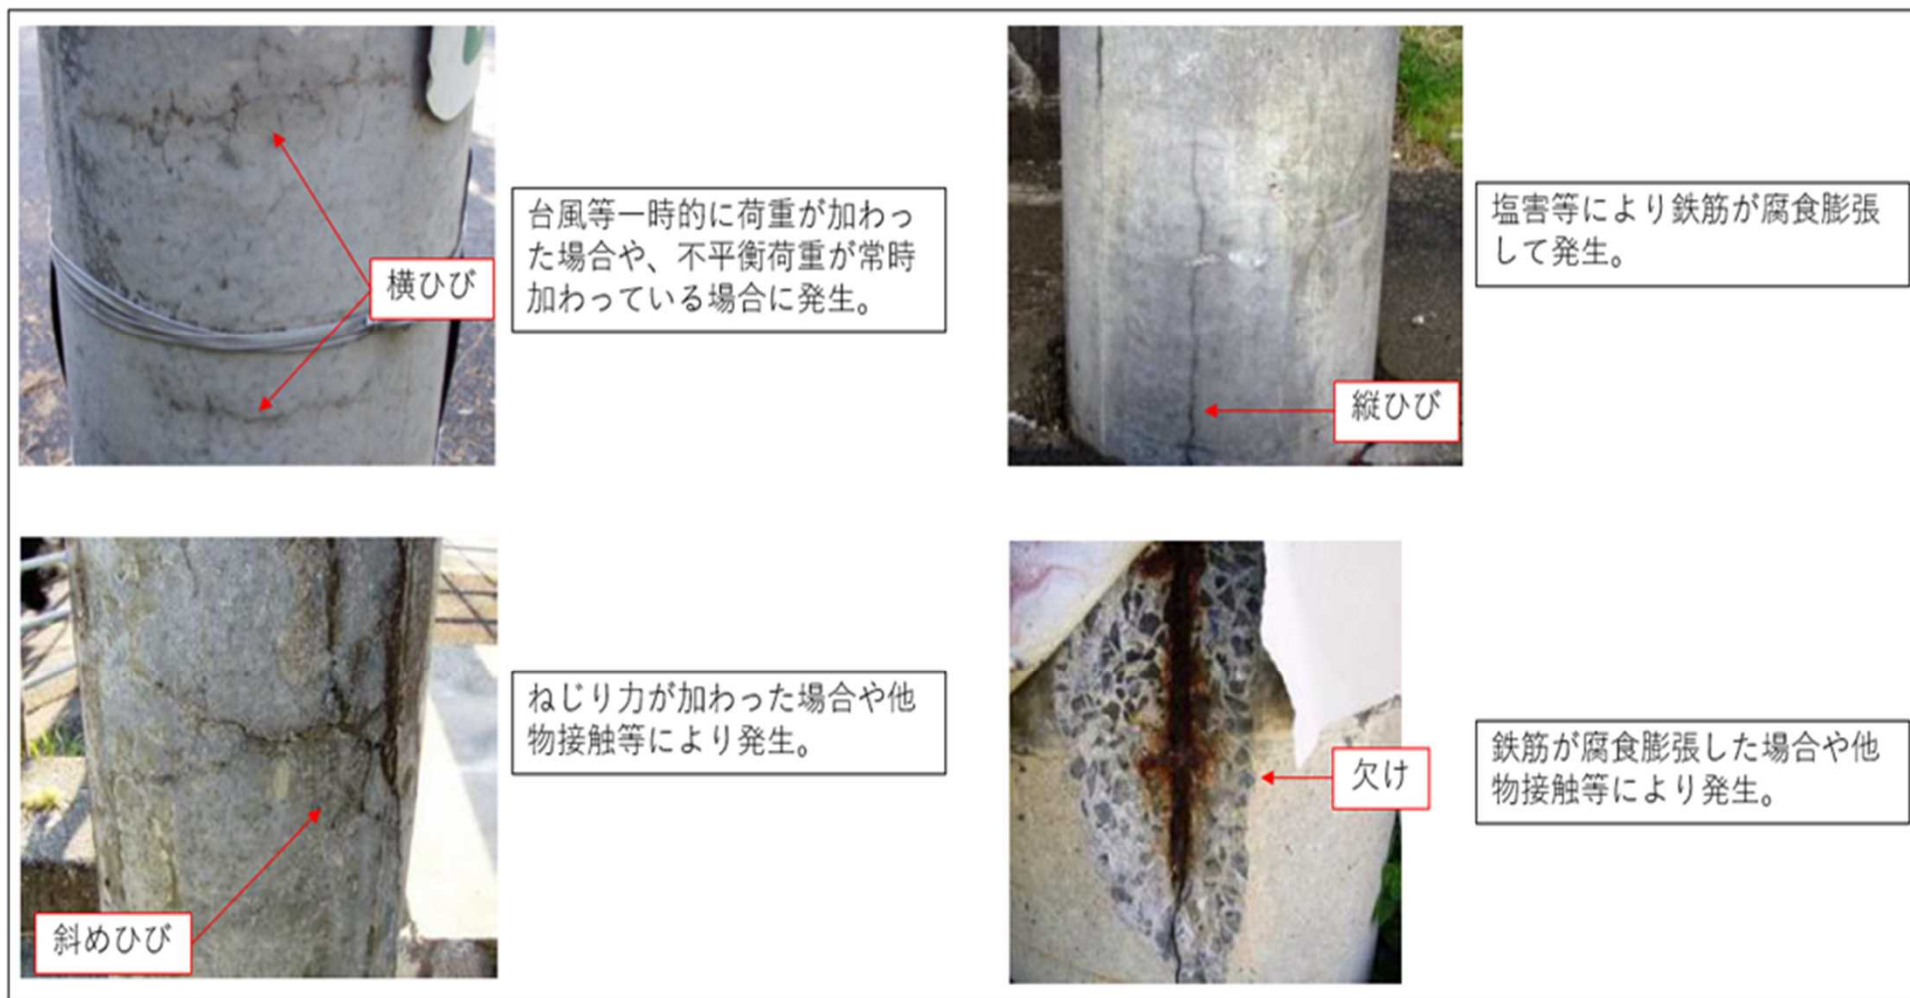 横ひび
台風等一時的に荷重が加わっ
た場合や、不平衡荷重が常時
加わっている場合に発生。
縦ひび
塩害等により鉄筋が腐食膨張
して発生。
斜めひび
ねじり力が加わった場合や他
物接触等により発生。
欠け
鉄筋が腐食膨張した場合や他
物接触等により発生。